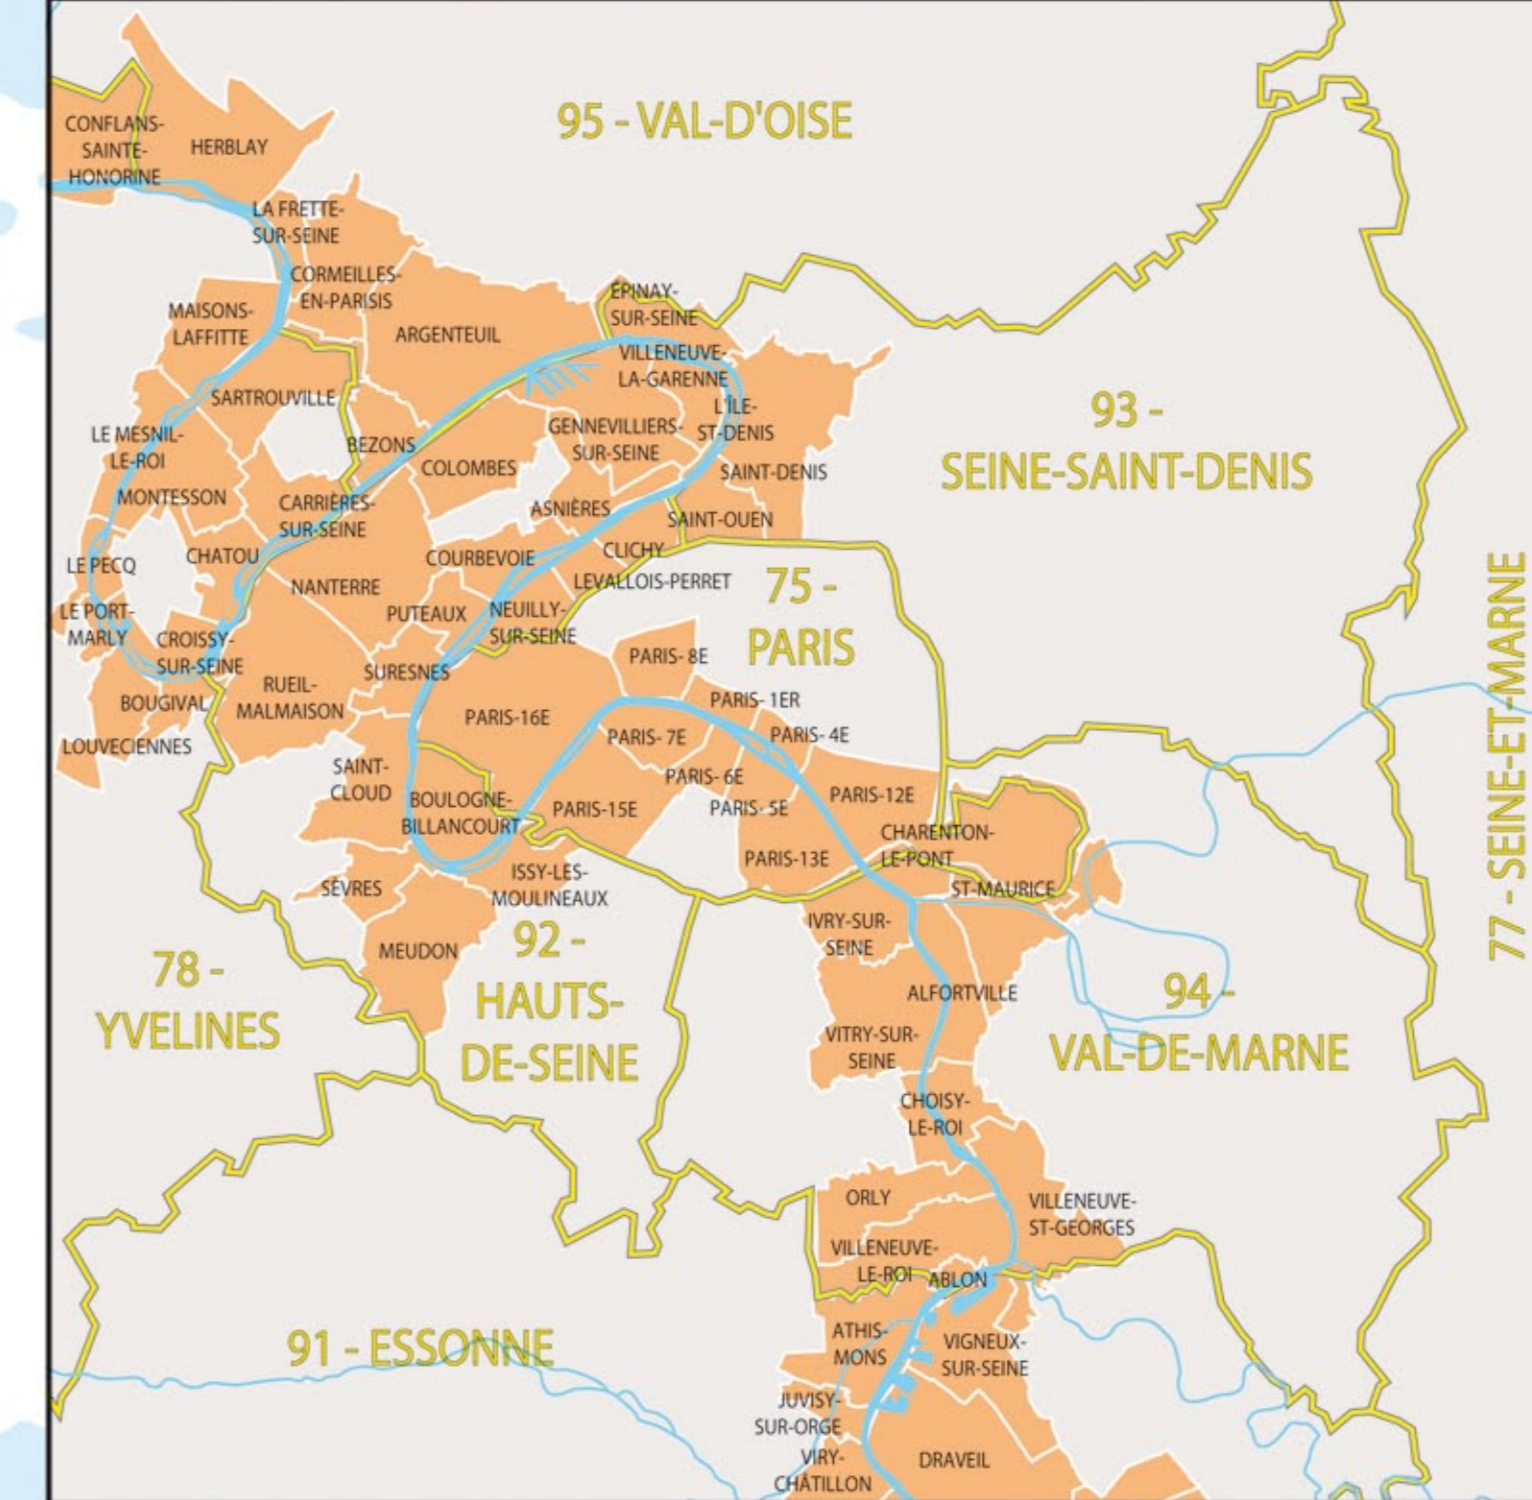 95 - VAL-D'OISE
CONFLANS-
SAINTE-
HONORINE
HERBLAY
LA FRETTE-
SUR-SEINE
CORMEILLES-
EN-PARISIS
MAISONS-
LAFFITTE
ARGENTEUIL
ÉPINAY-
SUR-SEINE
VILLENEUVE-
LA-GARENNE
SARTROUVILLE
L'ÎLE-
ST-DENIS
LE MESNIL-
LE-ROI
BEZONS
GENNEVILLIERS-
SUR-SEINE
COLOMBES
SAINT-DENIS
93 -
SEINE-SAINT-DENIS
MONTESSON
CARRIÈRES-
SUR-SEINE
ASNIÈRES
SAINT-OUEN
LE PECQ
CHATOU
COURBEVOIE
CLICHY
NANTERRE
LEVALLOIS-PERRET
75 -
PARIS
LE PORT-
MARLY
CROISSY-
SUR-SEINE
PUTEAUX
NEUILLY-
SUR-SEINE
SURESNES
PARIS- 8E
BOUGIVAL
RUEIL-
MALMAISON
PARIS-16E
PARIS- 1ER
LOUVECIENNES
PARIS- 7E
PARIS- 4E
SAINT-
CLOUD
PARIS- 6E
BOULOGNE-
BILLANCOURT
PARIS-15E
PARIS- 5E
PARIS-12E
CHARENTON-
LE-PONT
PARIS-13E
SÈVRES
ISSY-LES-
MOULINEAUX
ST-MAURICE
77 - SEINE-ET-MARNE
MEUDON
92 -
HAUTS-
DE-SEINE
IVRY-SUR-
SEINE
78 -
YVELINES
ALFORTVILLE
94 -
VAL-DE-MARNE
VITRY-SUR-
SEINE
CHOISY-
LE-ROI
ORLY
VILLENEUVE-
ST-GEORGES
VILLENEUVE-
LE-ROI
ABLON
91 - ESSONNE
ATHIS-
MONS
VIGNEUX-
SUR-SEINE
JUVISY-
SUR-ORGE
VIRY-
CHÂTILLON
DRAVEIL